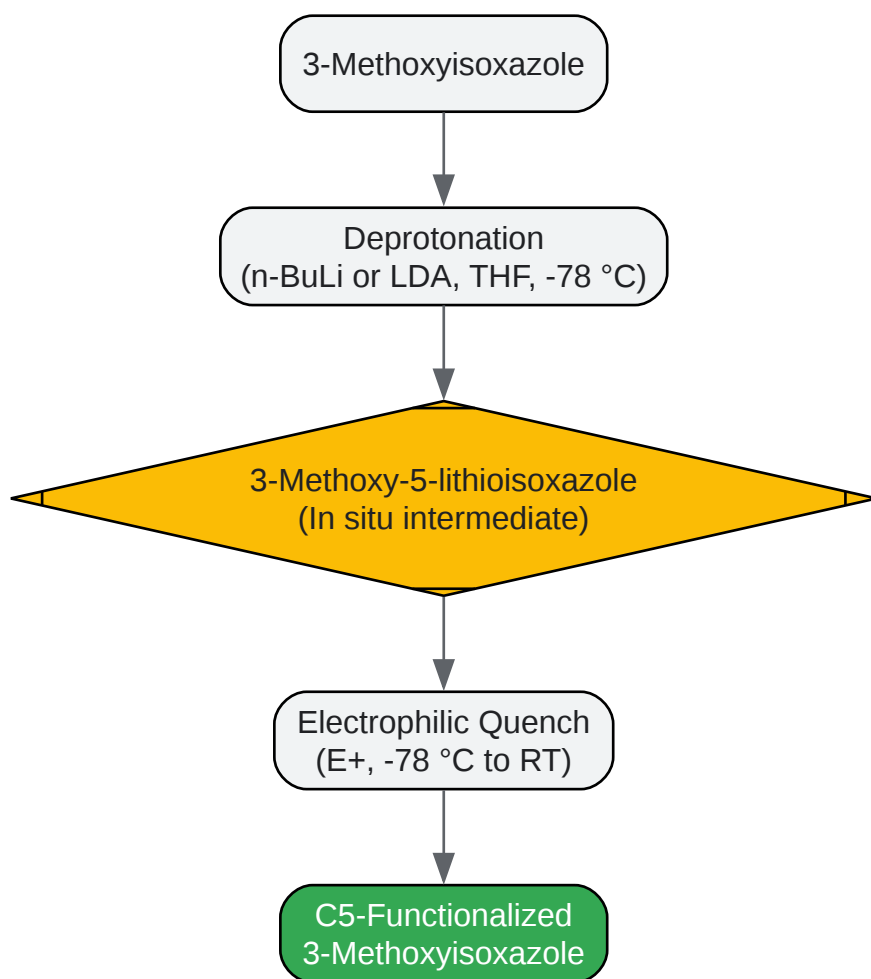 3-Methoxyisoxazole
Deprotonation
(n-BuLi or LDA, THF, -78 °C)
3-Methoxy-5-lithioisoxazole
(In situ intermediate)
Electrophilic Quench
(E+, -78 °C to RT)
C5-Functionalized
3-Methoxyisoxazole